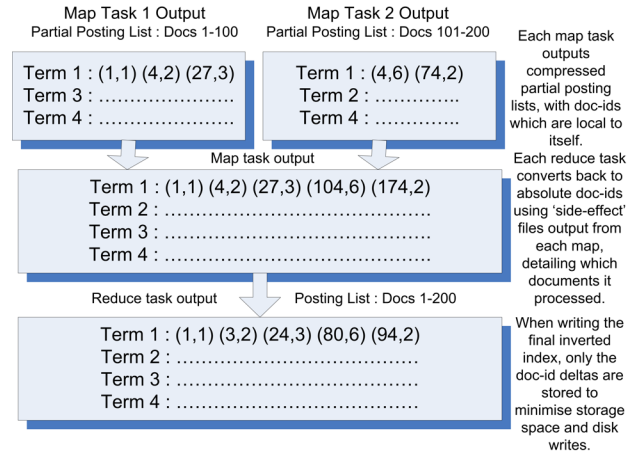 Map Task 1 Output
Partial Posting List : Docs 1-100
Map Task 2 Output
Partial Posting List : Docs 101-200
Term 1 : (1,1) (4,2) (27,3)
Term 3 : ……………………..
Term 4 : ……………………..
Term 1 : (4,6) (74,2)
Term 2 : …………….
Term 4 : …………….
Each map task
outputs
compressed
partial posting
lists, with doc-ids
which are local to
itself.
Map task output
Term 1 : (1,1) (4,2) (27,3) (104,6) (174,2)
Term 2 : ……………………………………………
Term 3 : ……………………………………………
Term 4 : ……………………………………………
Each reduce task
converts back to
absolute doc-ids
using ‘side-effect’
files output from
each map,
detailing which
documents it
processed.
Reduce task output
Posting List : Docs 1-200
Term 1 : (1,1) (3,2) (24,3) (80,6) (94,2)
Term 2 : ………………………………………..
Term 3 : ………………………………………..
Term 4 : ………………………………………..
When writing the
final inverted
index, only the
doc-id deltas are
stored to
minimise storage
space and disk
writes.